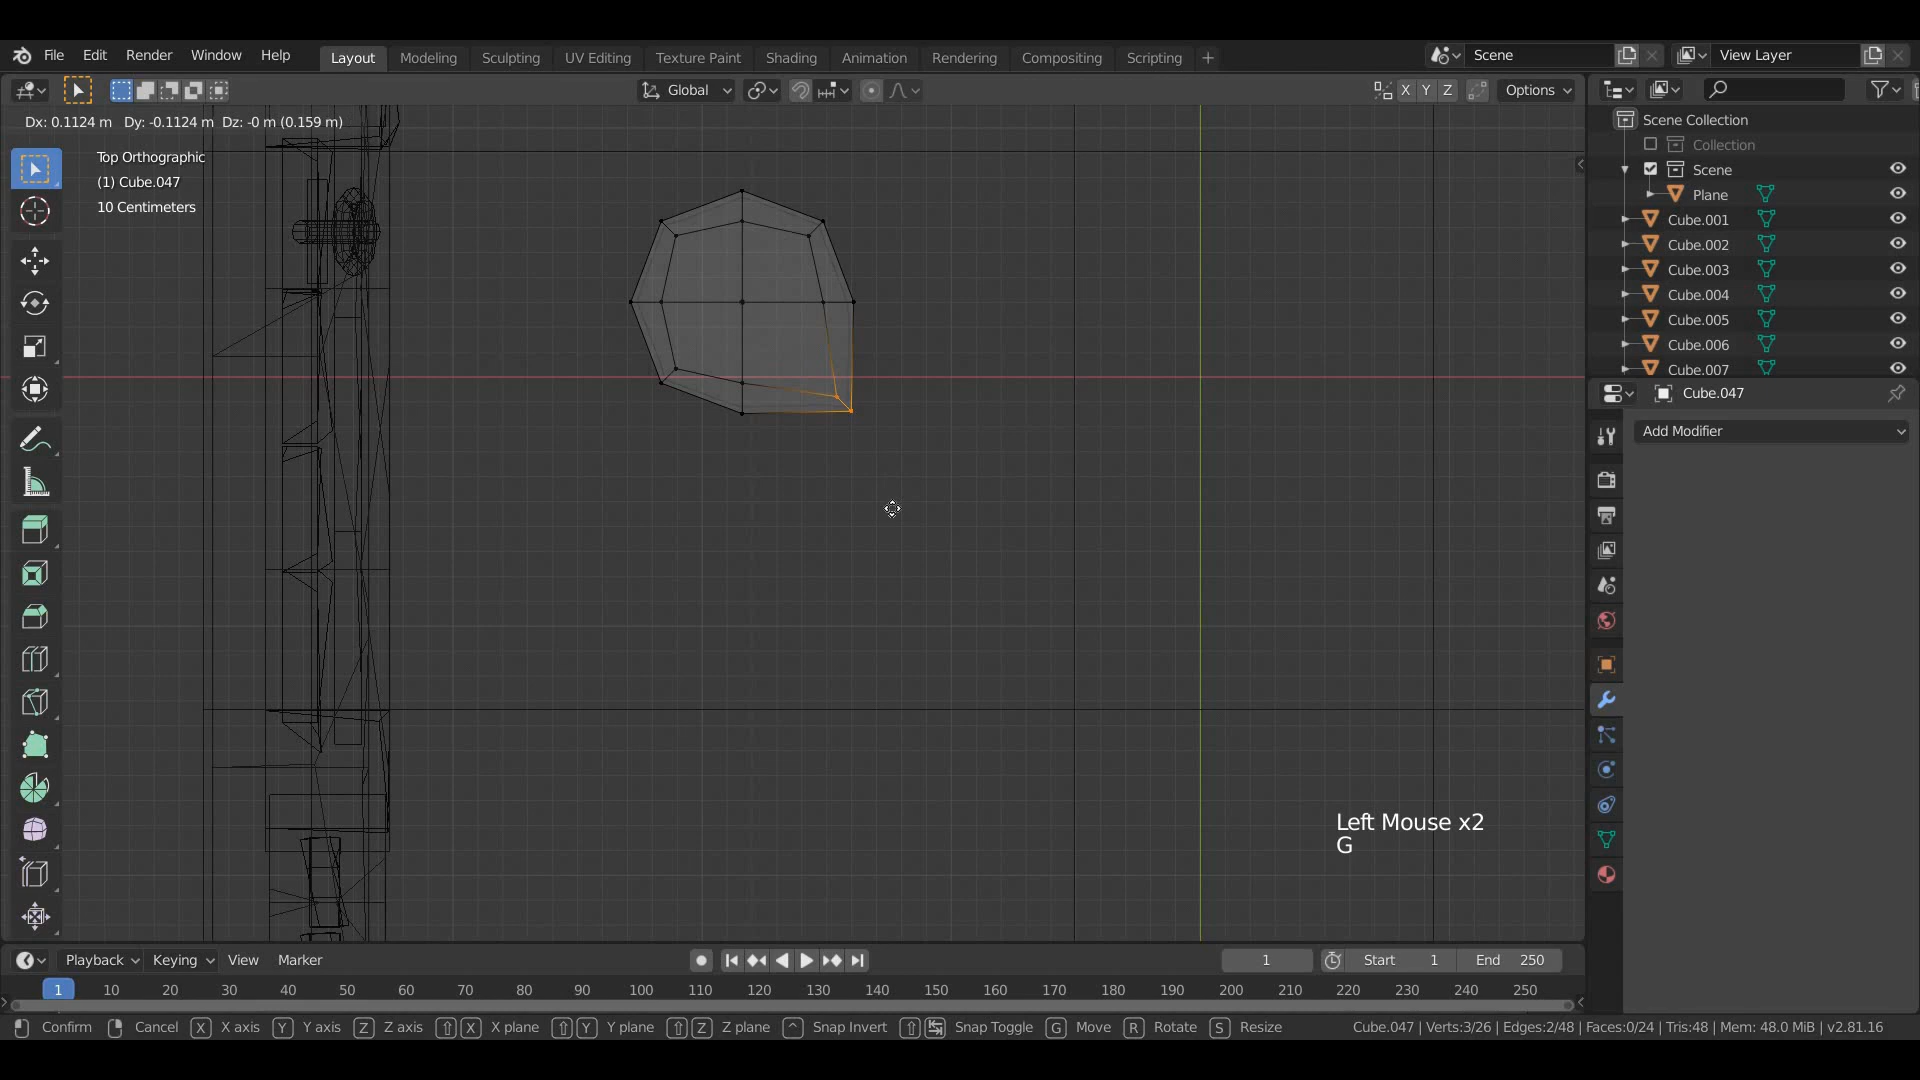 File Edit Render Window Help Layout Modeling Sculpting UV Editing Texture Paint Shading Animation Rendering Compositing Scripting + Scene View Layer
Global X Y Z Options
Dx: 0.1124 m Dy: -0.1124 m Dz: -0 m (0.159 m)
Top Orthographic
(1) Cube.047
10 Centimeters
Scene Collection
Collection
Scene
Plane
Cube.001
Cube.002
Cube.003
Cube.004
Cube.005
Cube.006
Cube.007
Cube.047
Add Modifier
Left Mouse x2
G
Playback Keying View Marker 1 Start 1 End 250
1 10 20 30 40 50 60 70 80 90 100 110 120 130 140 150 160 170 180 190 200 210 220 230 240 250
Confirm Cancel X X axis Y Y axis Z Z axis X X plane Y Y plane Z Z plane ^ Snap Invert Snap Toggle G Move R Rotate S Resize Cube.047 | Verts:3/26 | Edges:2/48 | Faces:0/24 | Tris:48 | Mem: 48.0 MiB | v2.81.16